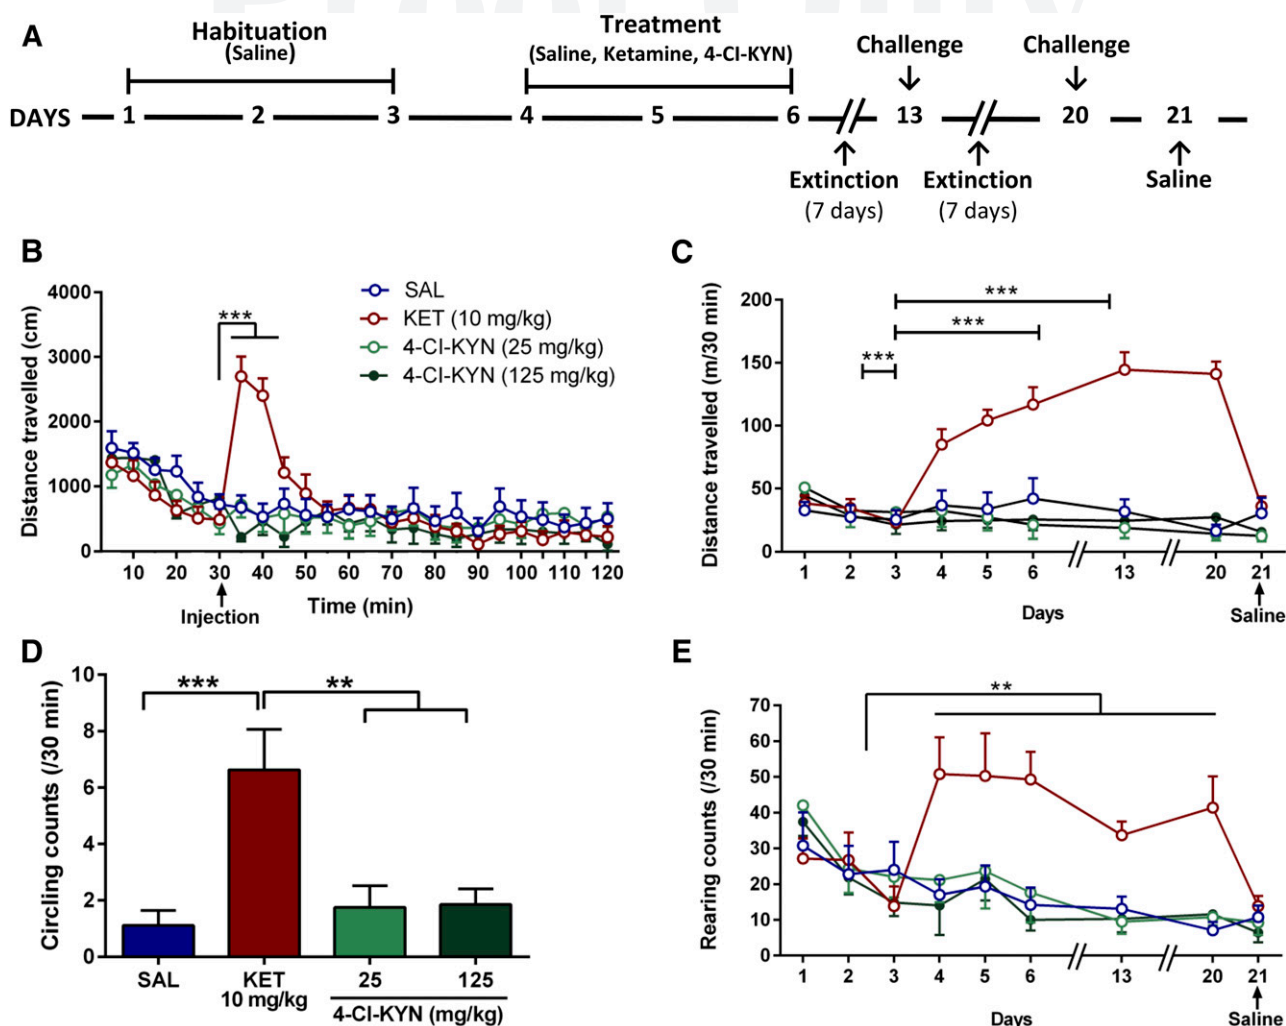 A
Habituation
(Saline)
Treatment
(Saline, Ketamine, 4-Cl-KYN)
Challenge
Challenge
DAYS 1 2 3 4 5 6 13 20 21
Extinction
(7 days)
Extinction
(7 days)
Saline
B
Distance travelled (cm)
4000
3000
2000
1000
0
***
SAL
KET (10 mg/kg)
4-Cl-KYN (25 mg/kg)
4-Cl-KYN (125 mg/kg)
10 20 30 40 50 60 70 80 90 100 110 120
Injection
Time (min)
C
Distance travelled (m/30 min)
200
150
100
50
0
***
***
***
1 2 3 4 5 6 13 20 21
Days
Saline
D
Circling counts (/30 min)
10
8
6
4
2
0
***
**
SAL
KET
10 mg/kg
25 125
4-Cl-KYN (mg/kg)
E
Rearing counts (/30 min)
70
60
50
40
30
20
10
0
**
1 2 3 4 5 6 13 20 21
Days
Saline